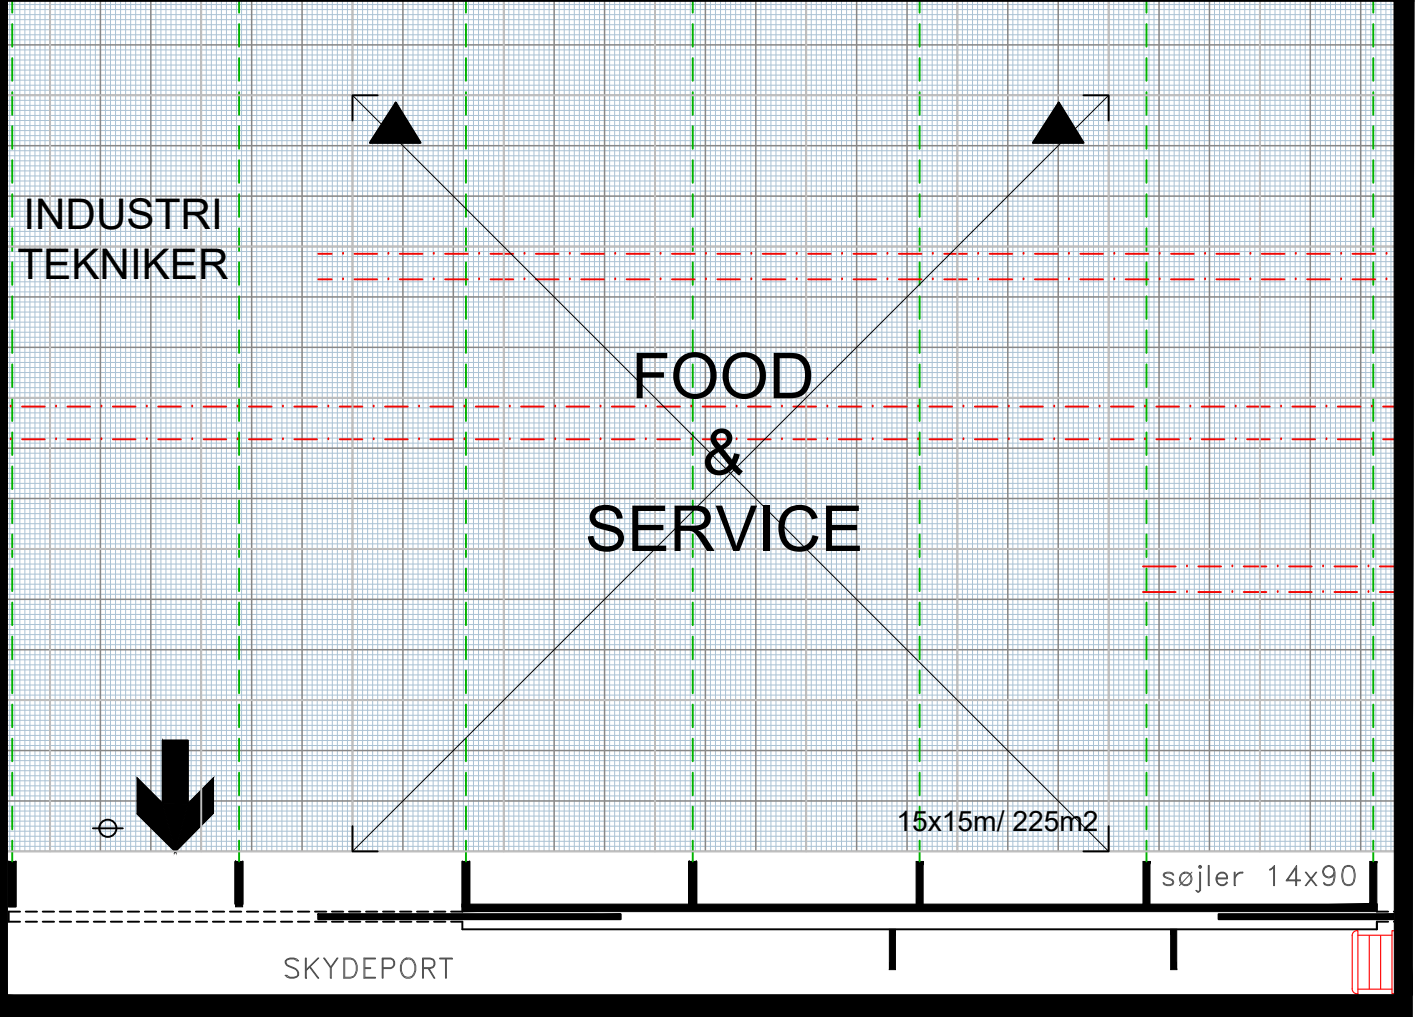 INDUSTRI
TEKNIKER
FOOD
&
SERVICE
15x15m/ 225m2
søjler 14x90
SKYDEPORT